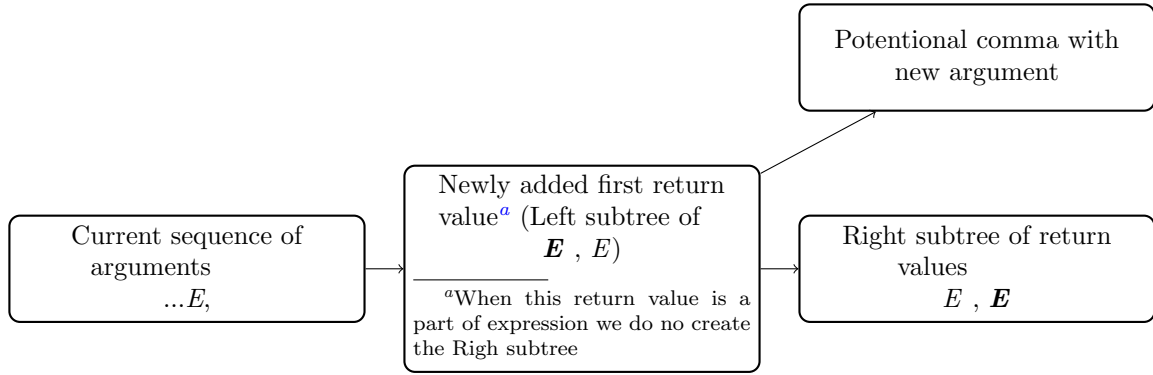 Current sequence of
arguments
...E,
Newly added first return
valueᵃ (Left subtree of
E , E)
ᵃWhen this return value is a
part of expression we do no create
the Righ subtree
Potentional comma with
new argument
Right subtree of return
values
E , E